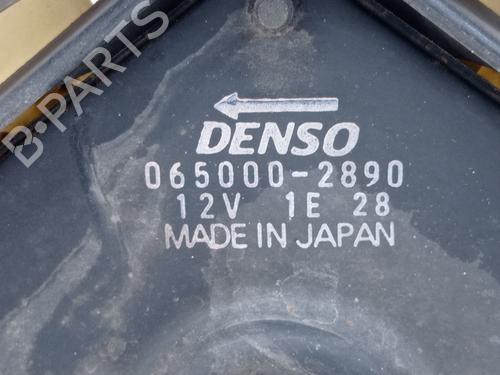 B-PARTS
DENSO
065000-2890
12V 1E 28
MADE IN JAPAN